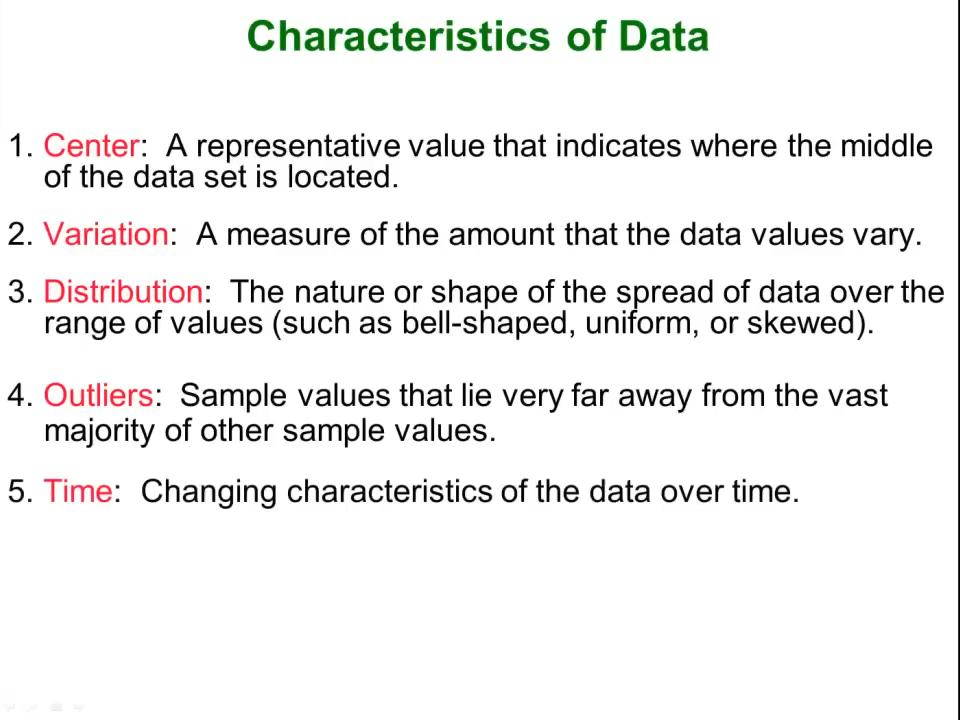 Characteristics of Data
1. Center:  A representative value that indicates where the middle
of the data set is located.
2. Variation:  A measure of the amount that the data values vary.
3. Distribution:  The nature or shape of the spread of data over the
range of values (such as bell-shaped, uniform, or skewed).
4. Outliers:  Sample values that lie very far away from the vast
majority of other sample values.
5. Time:  Changing characteristics of the data over time.